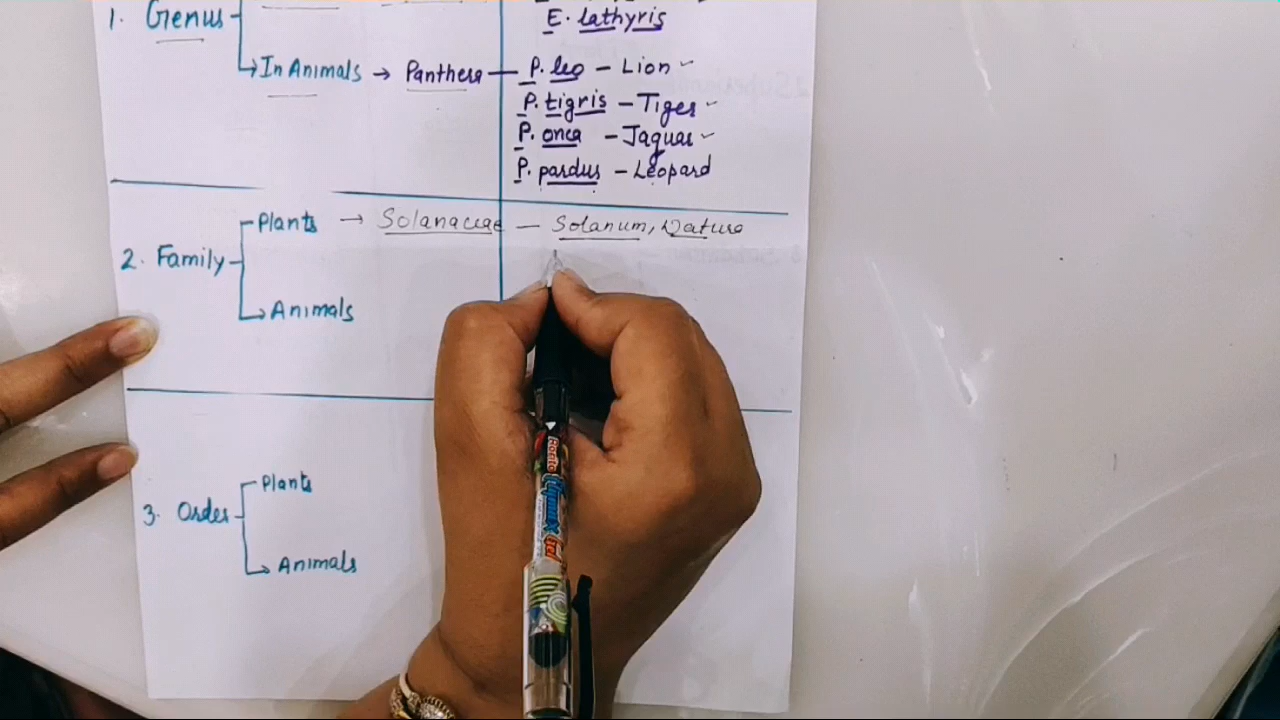 E. lathyris
1. Genus
In Animals → Panthera — P. leo – Lion
P. tigris – Tiger
P. onca – Jaguar
P. pardus – Leopard
Plants → Solanaceae — Solanum, Datura
2. Family
Animals
Plants
3. Order
Animals